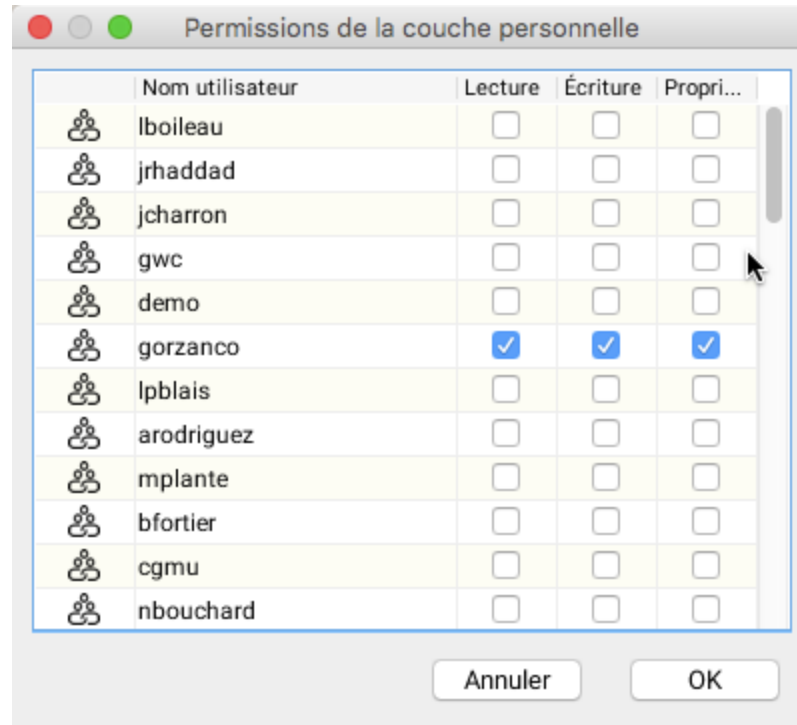 Permissions de la couche personnelle
Nom utilisateur Lecture Écriture Propri...
lboileau
jrhaddad
jcharron
gwc
demo
gorzanco
lpblais
arodriguez
mplante
bfortier
cgmu
nbouchard
Annuler OK